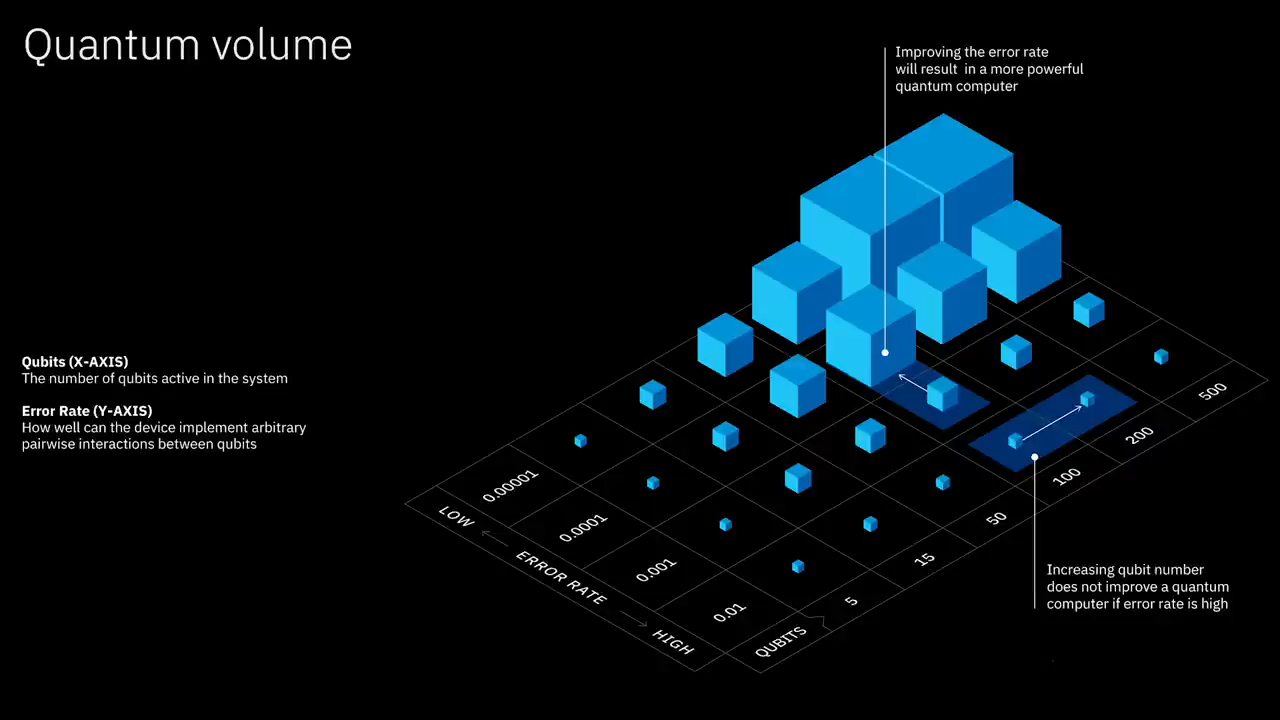 Quantum volume
Improving the error rate
will result in a more powerful
quantum computer
Qubits (X-AXIS)
The number of qubits active in the system
Error Rate (Y-AXIS)
How well can the device implement arbitrary
pairwise interactions between qubits
0.00001
0.0001
0.001
0.01
LOW
ERROR RATE
HIGH
QUBITS
5
15
50
100
200
500
Increasing qubit number
does not improve a quantum
computer if error rate is high